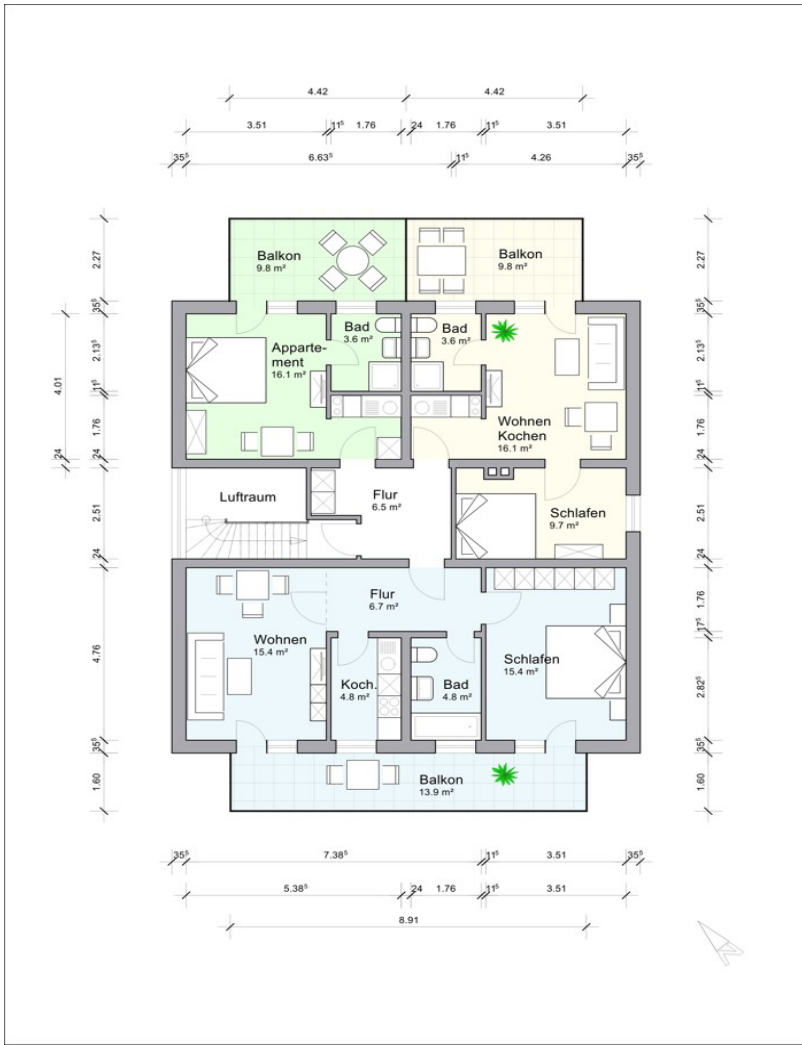 4.42 4.42
3.51 11⁵ 1.76 24 1.76 11⁵ 3.51
35⁵ 6.63⁵ 11⁵ 4.26 35⁵
2.27
35⁵
2.13⁵
11⁵
1.76
24
2.51
24
4.76
35⁵
1.60
4.01
24
Balkon
9.8 m²
Balkon
9.8 m²
Bad
3.6 m²
Bad
3.6 m²
Apparte-
ment
16.1 m²
Wohnen
Kochen
16.1 m²
Luftraum
Flur
6.5 m²
Schlafen
9.7 m²
Flur
6.7 m²
Wohnen
15.4 m²
Koch.
4.8 m²
Bad
4.8 m²
Schlafen
15.4 m²
Balkon
13.9 m²
2.27
35⁵
2.13⁵
11⁵
1.76
24
2.51
24
1.76
17⁵
2.82⁵
35⁵
1.60
35⁵ 7.38⁵ 11⁵ 3.51 35⁵
5.38⁵ 24 1.76 11⁵ 3.51
8.91
N